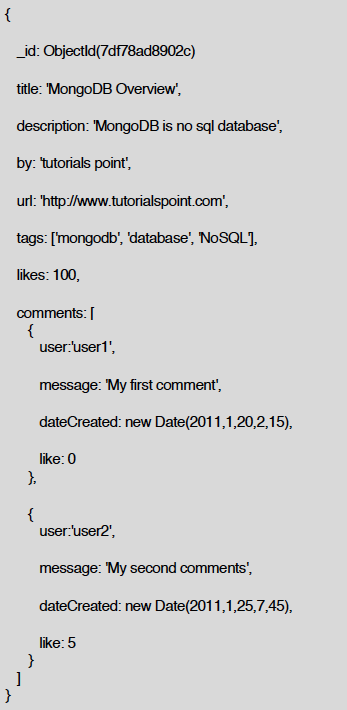 {
_id: ObjectId(7df78ad8902c)
title: 'MongoDB Overview',
description: 'MongoDB is no sql database',
by: 'tutorials point',
url: 'http://www.tutorialspoint.com',
tags: ['mongodb', 'database', 'NoSQL'],
likes: 100,
comments: [
{
user:'user1',
message: 'My first comment',
dateCreated: new Date(2011,1,20,2,15),
like: 0
},
{
user:'user2',
message: 'My second comments',
dateCreated: new Date(2011,1,25,7,45),
like: 5
}
]
}